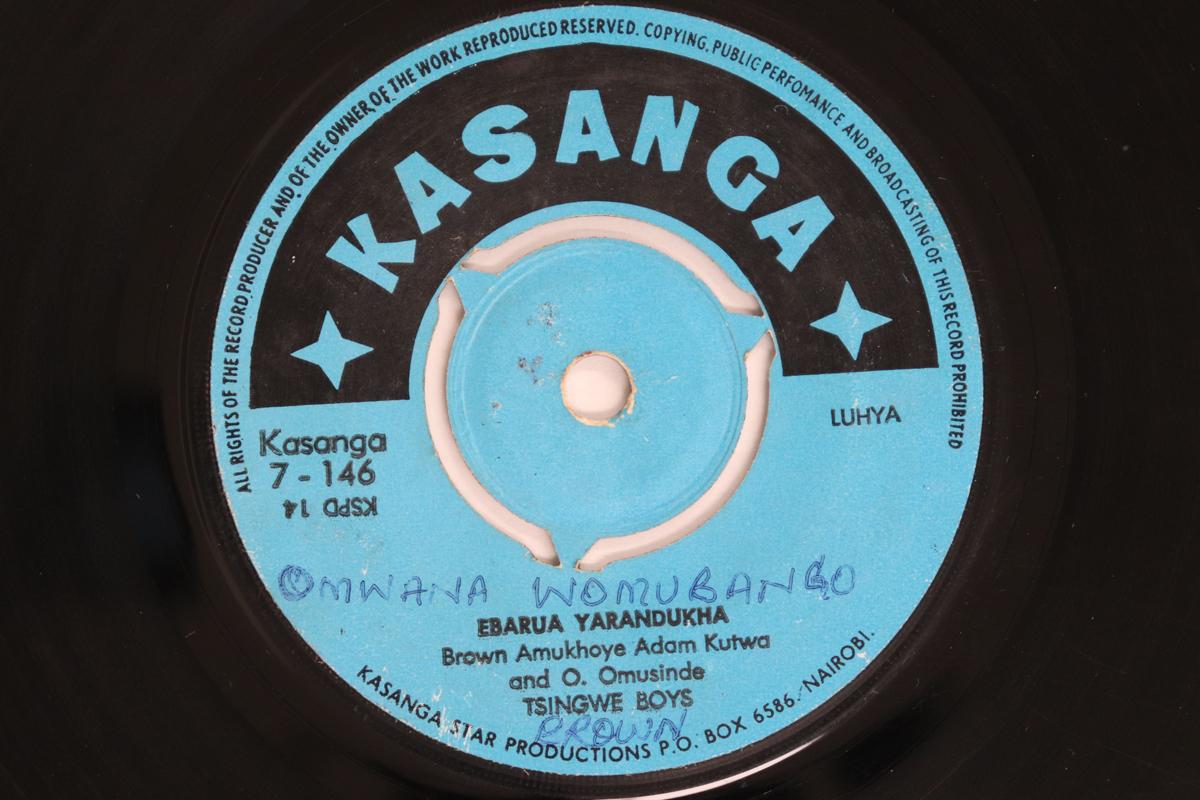 ALL RIGHTS OF THE RECORD PRODUCER AND OF THE OWNER OF THE WORK REPRODUCED RESERVED. COPYING, PUBLIC PERFOMANCE AND BROADCASTING OF THIS RECORD PROHIBITED
KASANGA
Kasanga
7 - 146
KSPD 14
LUHYA
OMWANA WOMUBANGO
EBARUA YARANDUKHA
Brown Amukhoye Adam Kutwa
and O. Omusinde
TSINGWE BOYS
BROWN
KASANGA STAR PRODUCTIONS P.O. BOX 6586. NAIROBI.